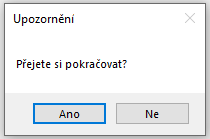 Upozornění
Přejete si pokračovat?
Ano
Ne